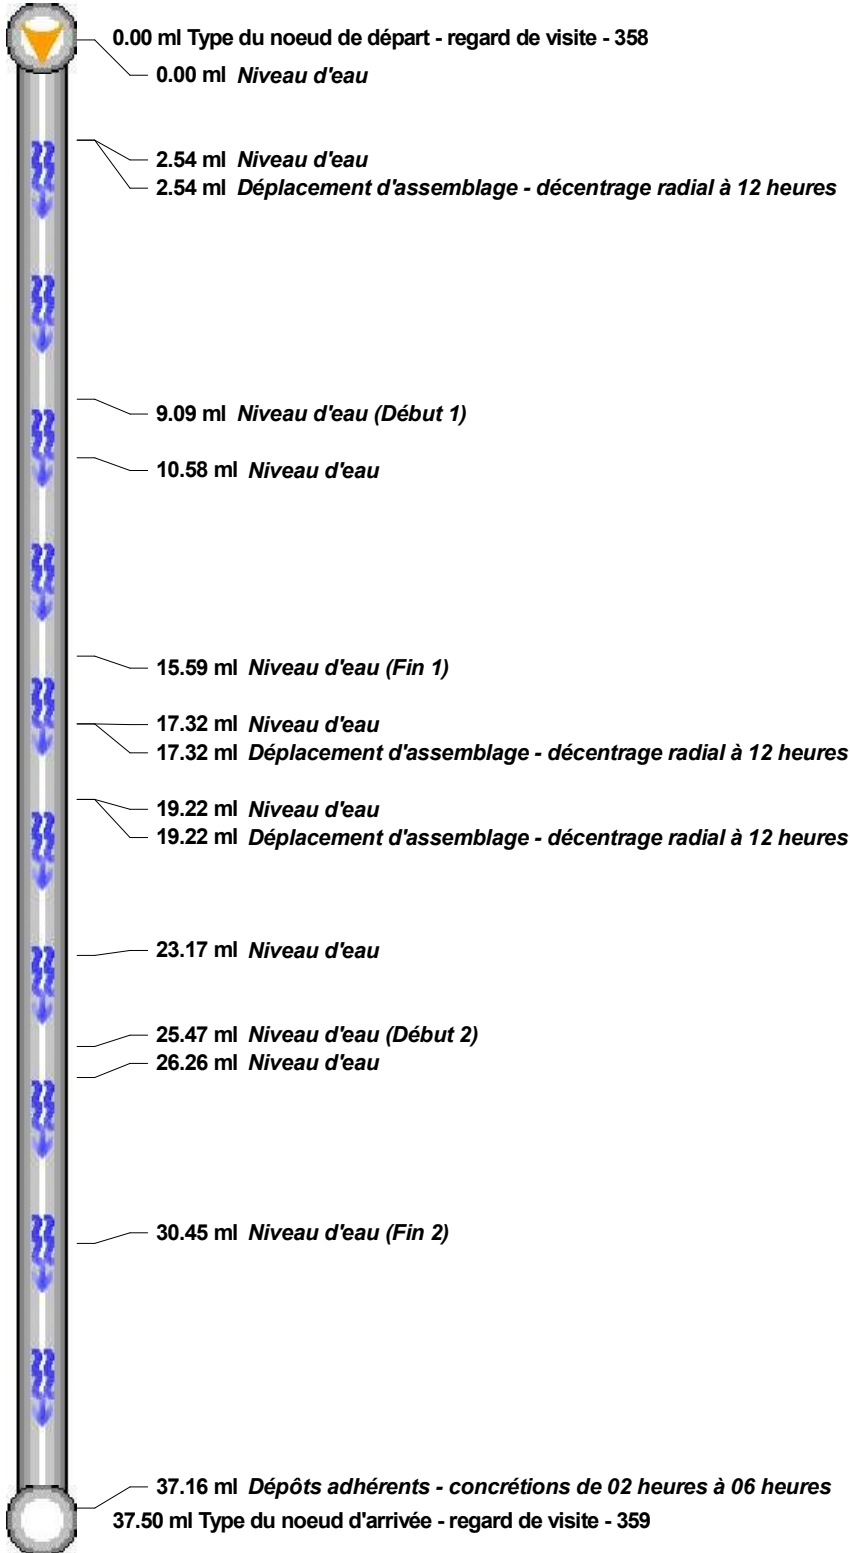 0.00 ml Type du noeud de départ - regard de visite - 358
0.00 ml Niveau d'eau
2.54 ml Niveau d'eau
2.54 ml Déplacement d'assemblage - décentrage radial à 12 heures
9.09 ml Niveau d'eau (Début 1)
10.58 ml Niveau d'eau
15.59 ml Niveau d'eau (Fin 1)
17.32 ml Niveau d'eau
17.32 ml Déplacement d'assemblage - décentrage radial à 12 heures
19.22 ml Niveau d'eau
19.22 ml Déplacement d'assemblage - décentrage radial à 12 heures
23.17 ml Niveau d'eau
25.47 ml Niveau d'eau (Début 2)
26.26 ml Niveau d'eau
30.45 ml Niveau d'eau (Fin 2)
37.16 ml Dépôts adhérents - concrétions de 02 heures à 06 heures
37.50 ml Type du noeud d'arrivée - regard de visite - 359